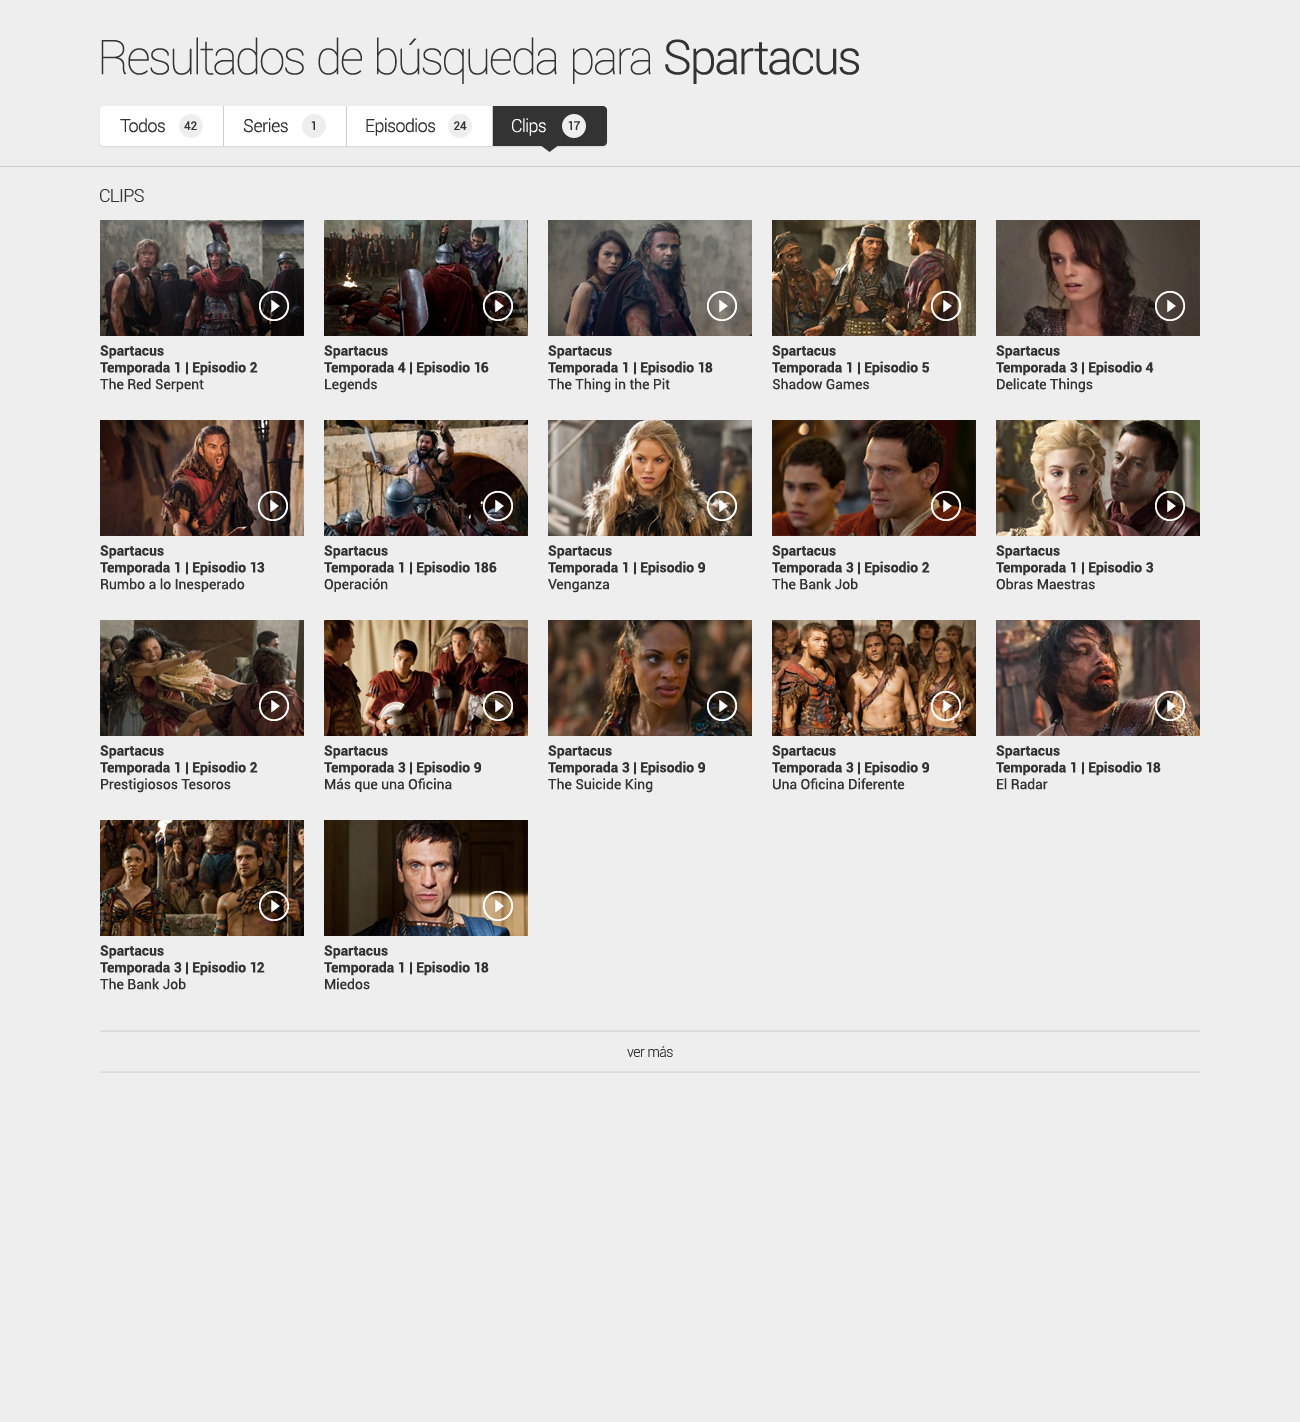 Resultados de búsqueda para Spartacus
Todos 42 Series 1 Episodios 24 Clips 17
CLIPS
Spartacus
Temporada 1 | Episodio 2
The Red Serpent
Spartacus
Temporada 4 | Episodio 16
Legends
Spartacus
Temporada 1 | Episodio 18
The Thing in the Pit
Spartacus
Temporada 1 | Episodio 5
Shadow Games
Spartacus
Temporada 3 | Episodio 4
Delicate Things
Spartacus
Temporada 1 | Episodio 13
Rumbo a lo Inesperado
Spartacus
Temporada 1 | Episodio 186
Operación
Spartacus
Temporada 1 | Episodio 9
Venganza
Spartacus
Temporada 3 | Episodio 2
The Bank Job
Spartacus
Temporada 1 | Episodio 3
Obras Maestras
Spartacus
Temporada 1 | Episodio 2
Prestigiosos Tesoros
Spartacus
Temporada 3 | Episodio 9
Más que una Oficina
Spartacus
Temporada 3 | Episodio 9
The Suicide King
Spartacus
Temporada 3 | Episodio 9
Una Oficina Diferente
Spartacus
Temporada 1 | Episodio 18
El Radar
Spartacus
Temporada 3 | Episodio 12
The Bank Job
Spartacus
Temporada 1 | Episodio 18
Miedos
ver más